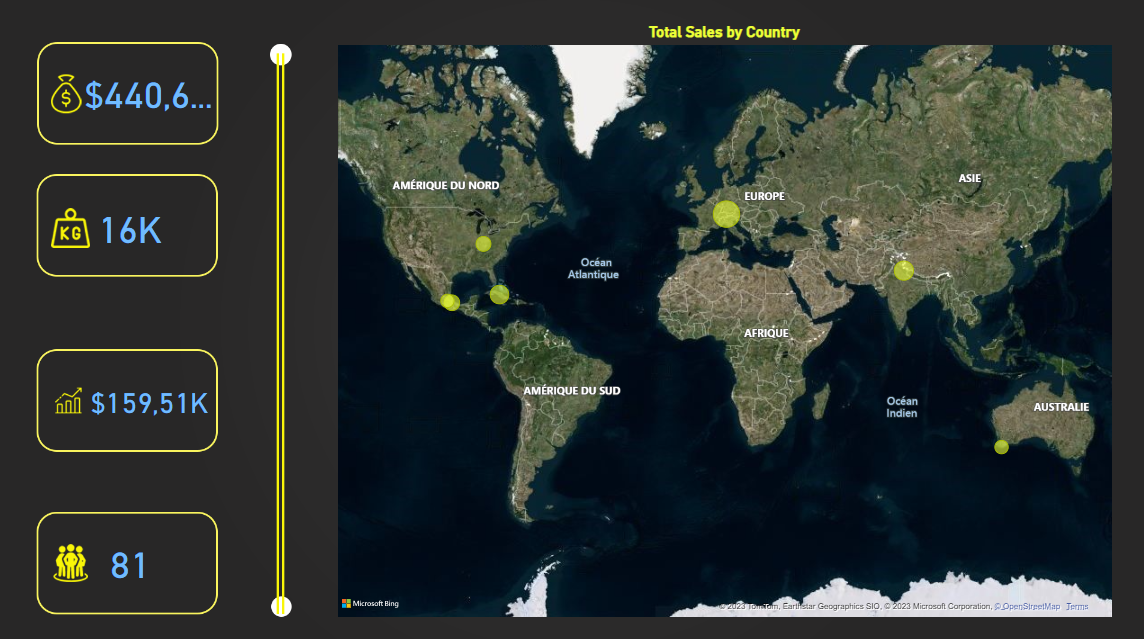 Total Sales by Country
$440,6...
KG
16K
$159,51K
81
AMÉRIQUE DU NORD
EUROPE
ASIE
Océan
Atlantique
AFRIQUE
AMÉRIQUE DU SUD
Océan
Indien
AUSTRALIE
Microsoft Bing
© 2023 TomTom, Earthstar Geographics SIO, © 2023 Microsoft Corporation, © OpenStreetMap Terms